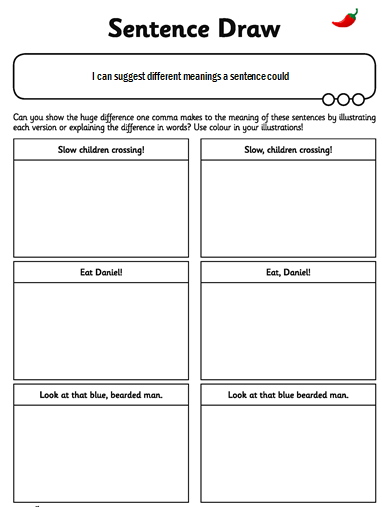 Sentence Draw
I can suggest different meanings a sentence could
Can you show the huge difference one comma makes to the meaning of these sentences by illustrating
each version or explaining the difference in words? Use colour in your illustrations!
Slow children crossing!
Slow, children crossing!
Eat Daniel!
Eat, Daniel!
Look at that blue, bearded man.
Look at that blue bearded man.